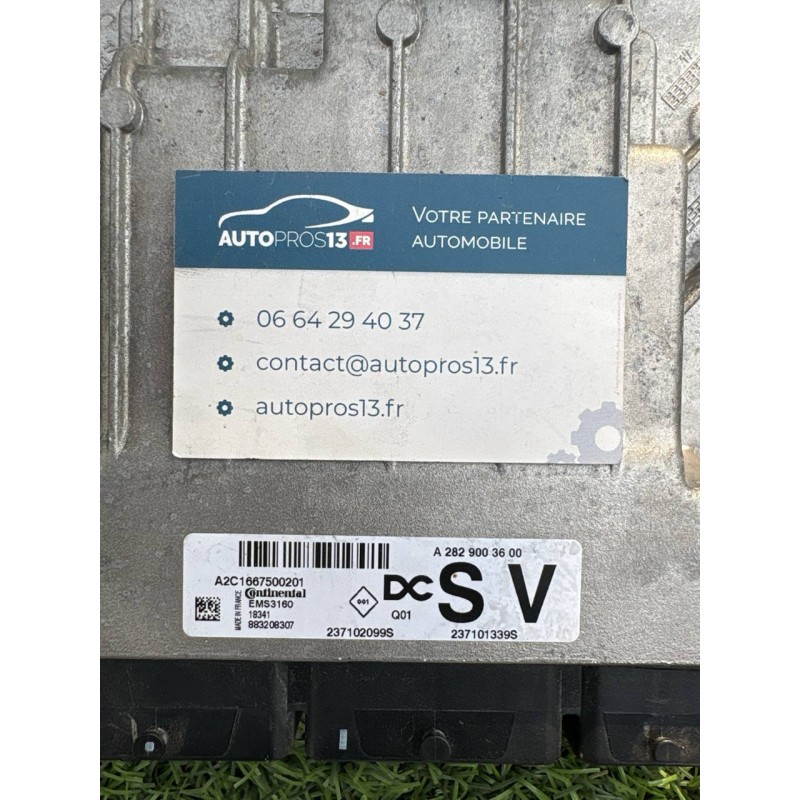 AUTOPROS13.FR
VOTRE PARTENAIRE
AUTOMOBILE
06 64 29 40 37
contact@autopros13.fr
autopros13.fr
A 282 900 36 00
A2C1667500201
Continental
EMS3160
18341
883208307
MADE IN FRANCE
001
DC
Q01
S V
237102099S
237101339S